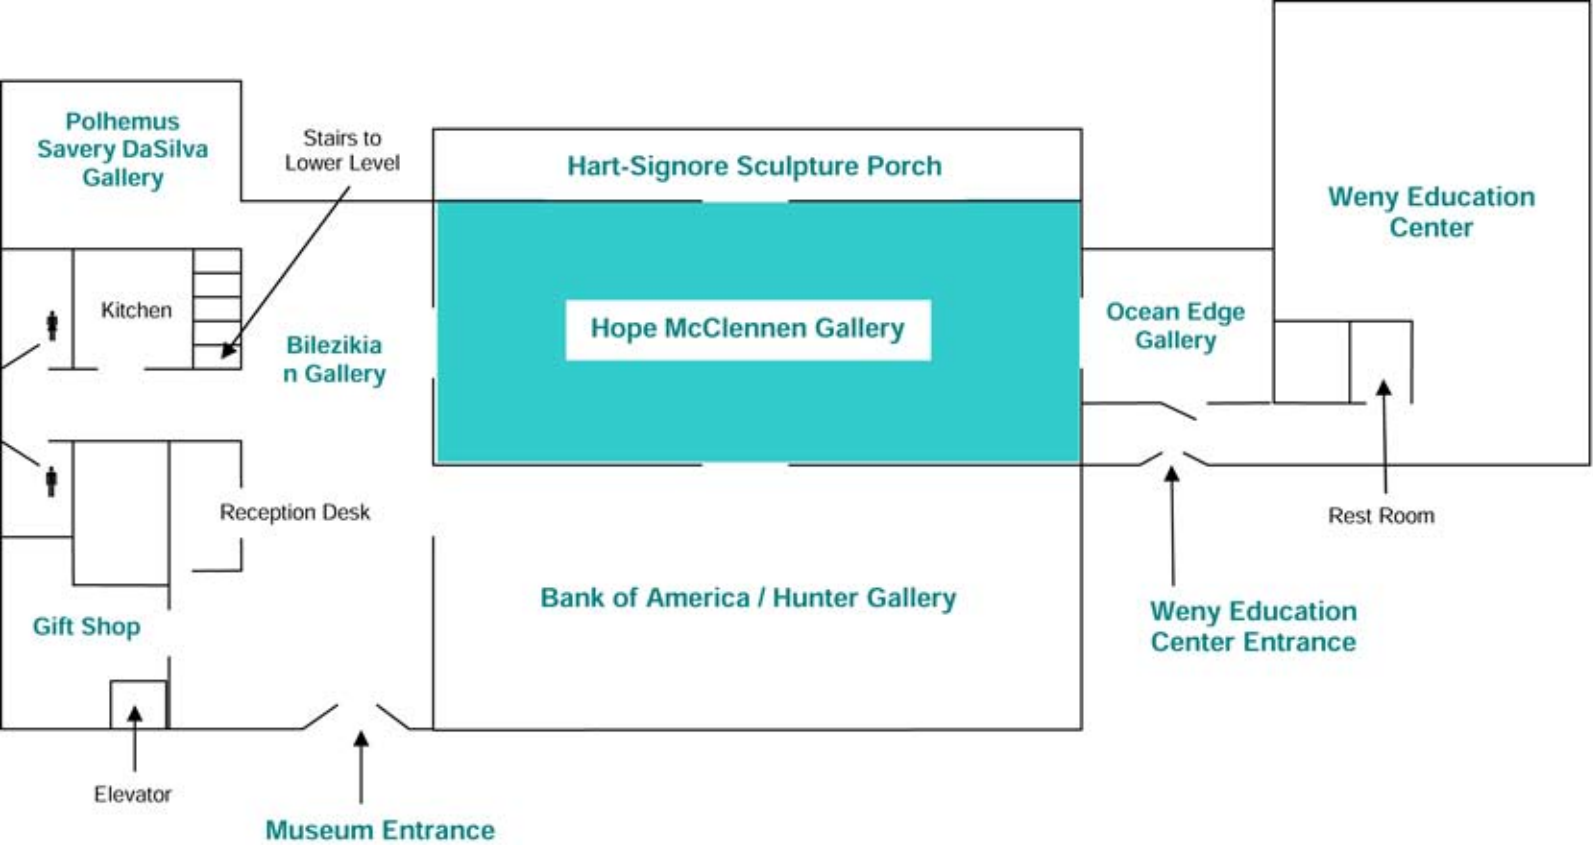 Polhemus
Savery DaSilva
Gallery
Stairs to
Lower Level
Hart-Signore Sculpture Porch
Weny Education
Center
Kitchen
Bilezikia
n Gallery
Hope McClennen Gallery
Ocean Edge
Gallery
Reception Desk
Rest Room
Gift Shop
Bank of America / Hunter Gallery
Weny Education
Center Entrance
Elevator
Museum Entrance